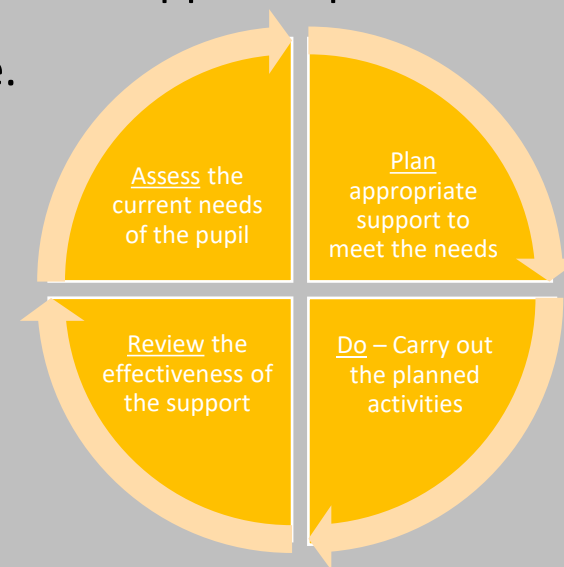 e.
Assess the
current needs
of the pupil
Plan
appropriate
support to
meet the needs
Review the
effectiveness of
the support
Do – Carry out
the planned
activities